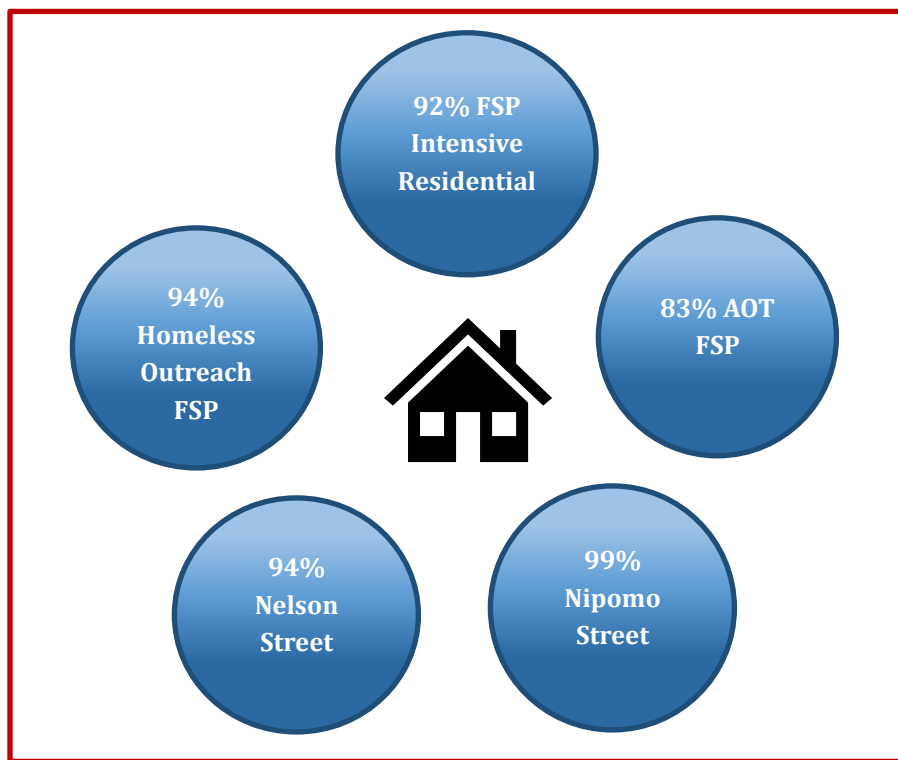 92% FSP
Intensive
Residential
94%
Homeless
Outreach
FSP
83% AOT
FSP
94%
Nelson
Street
99%
Nipomo
Street